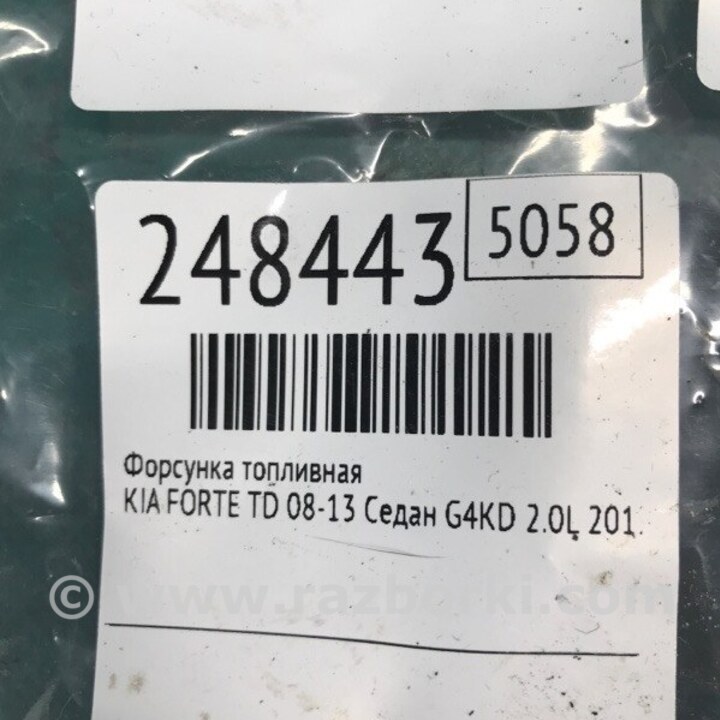 248443
5058
Форсунка топливная
KIA FORTE TD 08-13 Седан G4KD 2.0L 201
© www.razborki.com